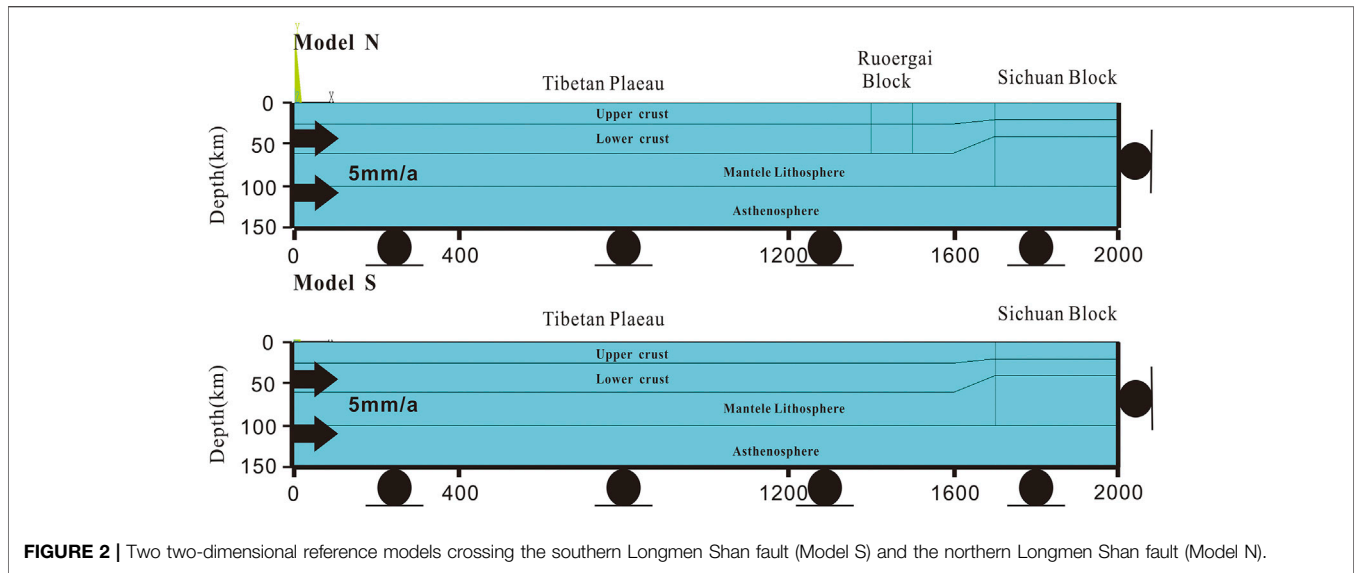 Model N
Y
X
Ruoergai
Block
Tibetan Plaeau
Sichuan Block
Depth(km)
0
50
100
150
Upper crust
Lower crust
5mm/a
Mantele Lithosphere
Asthenosphere
0 400 1200 1600 2000
Model S
Tibetan Plaeau
Sichuan Block
Depth(km)
0
50
100
150
Upper crust
Lower crust
5mm/a
Mantele Lithosphere
Asthenosphere
0 400 1200 1600 2000
FIGURE 2 | Two two-dimensional reference models crossing the southern Longmen Shan fault (Model S) and the northern Longmen Shan fault (Model N).